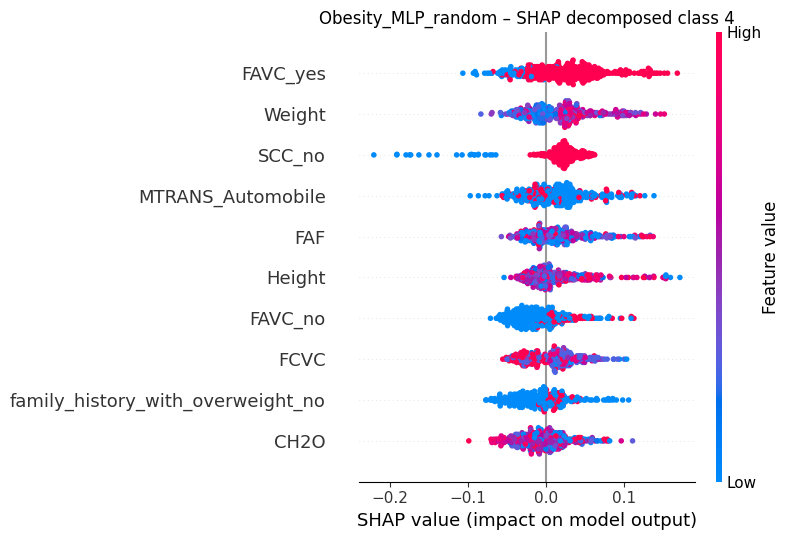 Obesity_MLP_random – SHAP decomposed class 4
High
FAVC_yes
Weight
SCC_no
MTRANS_Automobile
FAF
Height
FAVC_no
FCVC
family_history_with_overweight_no
CH2O
Feature value
Low
−0.2 −0.1 0.0 0.1
SHAP value (impact on model output)